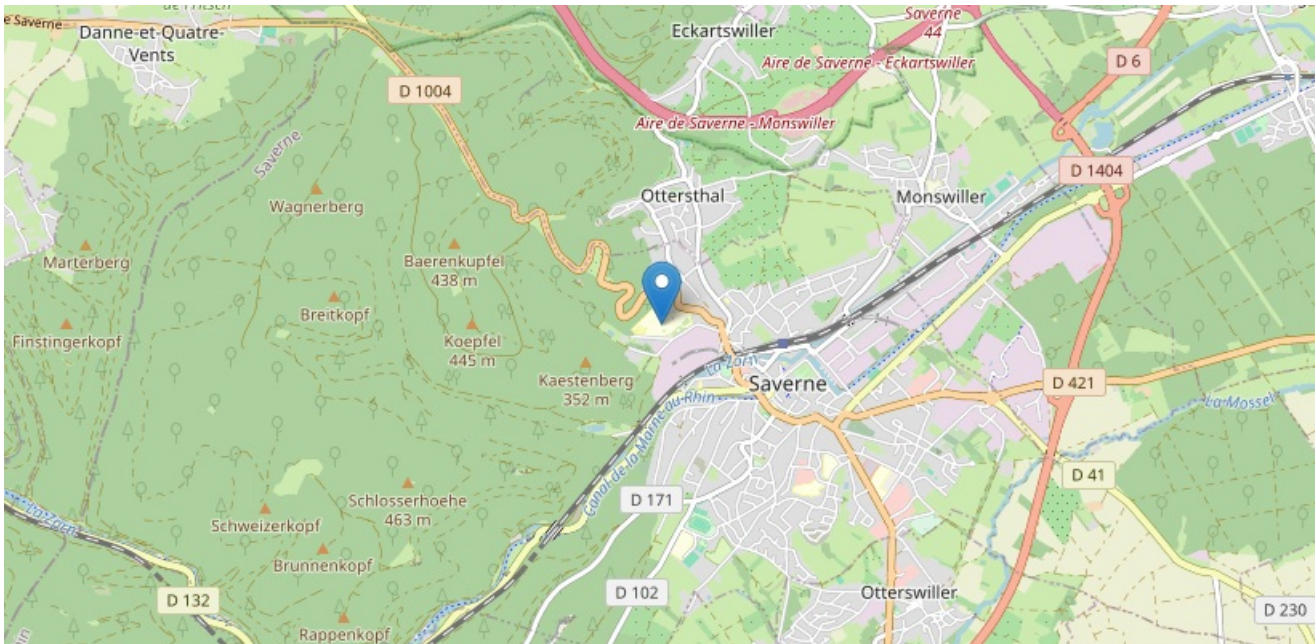 de Fritsch
e Saverne
Danne-et-Quatre-
Vents
Eckartswiller
Saverne
44
Aire de Saverne - Eckartswiller
D 6
D 1004
Aire de Saverne - Monswiller
Saverne
D 1404
Wagnerberg
Ottersthal
Monswiller
Marterberg
Baerenkupfel
438 m
Breitkopf
Finstingerkopf
Koepfel
445 m
Kaestenberg
352 m
La Zorn
Saverne
D 421
La Mossel
Canal de la Marne au Rhin
D 41
Schlosserhoehe
463 m
D 171
La Zorn
Schweizerkopf
Brunnenkopf
D 132
D 102
Otterswiller
D 230
Rappenkopf